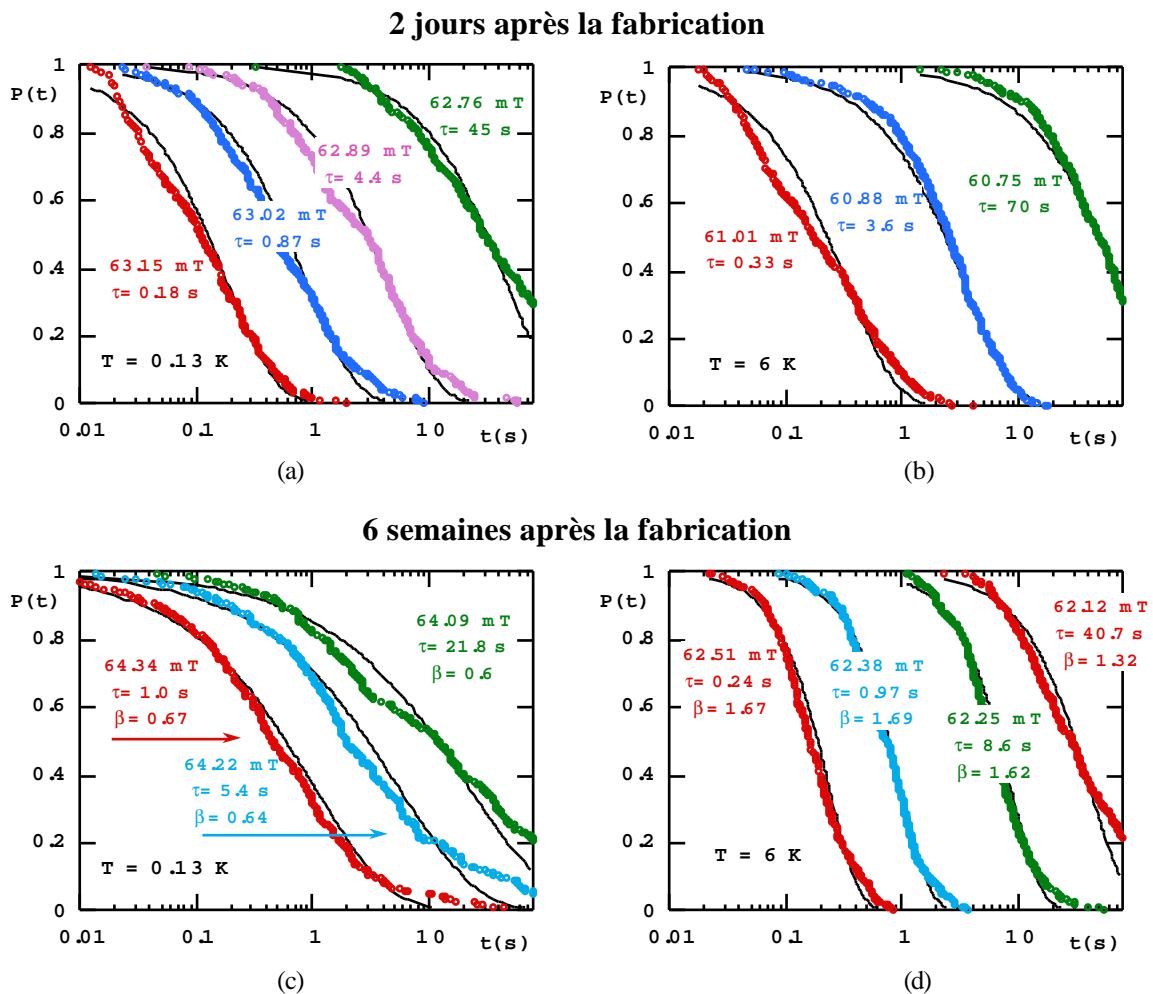 2 jours après la fabrication
1
P(t)
0.8
0.6
0.4
0.2
0
62.76 mT
τ= 45 s
62.89 mT
τ= 4.4 s
63.02 mT
τ= 0.87 s
63.15 mT
τ= 0.18 s
T = 0.13 K
0.01 0.1 1 10 t(s)
(a)
1
P(t)
0.8
0.6
0.4
0.2
0
60.75 mT
τ= 70 s
60.88 mT
τ= 3.6 s
61.01 mT
τ= 0.33 s
T = 6 K
0.01 0.1 1 10 t(s)
(b)
6 semaines après la fabrication
1
P(t)
0.8
0.6
0.4
0.2
0
64.09 mT
τ= 21.8 s
β= 0.6
64.34 mT
τ= 1.0 s
β= 0.67
64.22 mT
τ= 5.4 s
β= 0.64
T = 0.13 K
0.01 0.1 1 10 t(s)
(c)
1
P(t)
0.8
0.6
0.4
0.2
0
62.12 mT
τ= 40.7 s
β= 1.32
62.51 mT
τ= 0.24 s
β= 1.67
62.38 mT
τ= 0.97 s
β= 1.69
62.25 mT
τ= 8.6 s
β= 1.62
T = 6 K
0.01 0.1 1 10 t(s)
(d)